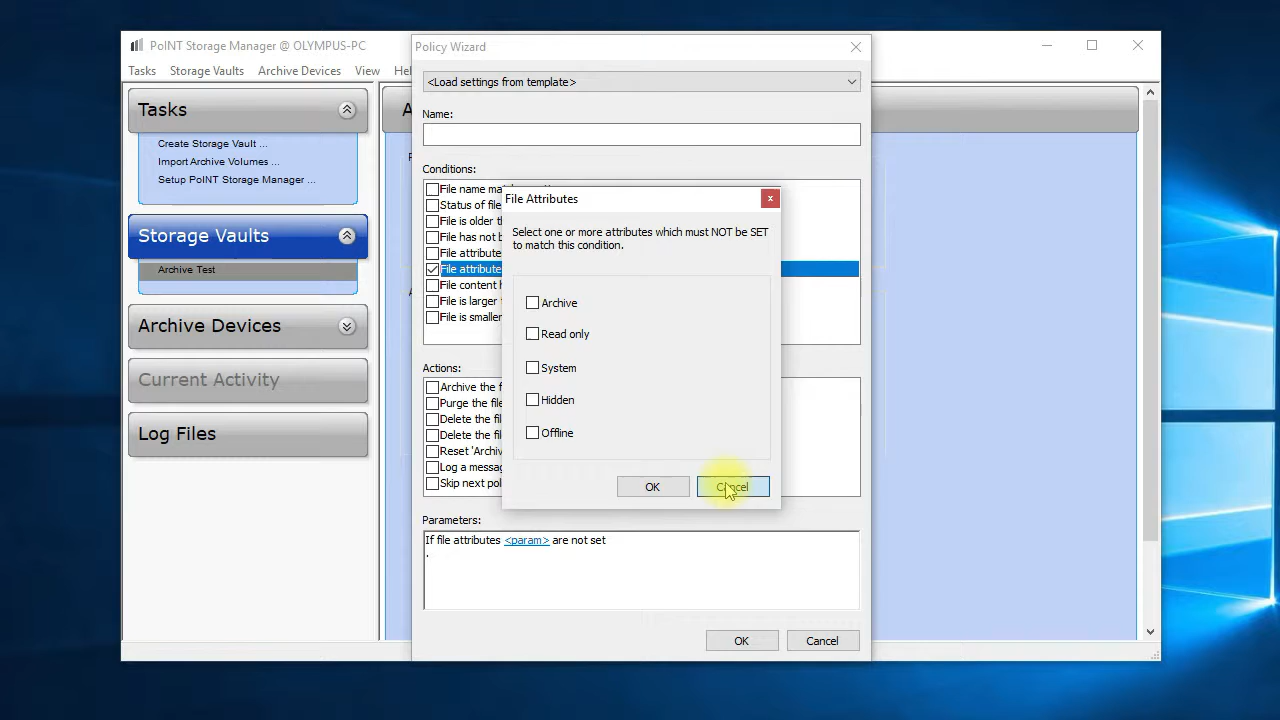 PoINT Storage Manager @ OLYMPUS-PC
Tasks Storage Vaults Archive Devices View
Tasks
Create Storage Vault ...
Import Archive Volumes ...
Setup PoINT Storage Manager ...
Storage Vaults
Archive Test
Archive Devices
Current Activity
Log Files
Policy Wizard
<Load settings from template>
Name:
Conditions:
File name
Status of file
File is older
File has not
File attribute
File attribute
File content
File is larger
File is smaller
Actions:
Archive the
Purge the file
Delete the
Delete the
Reset 'Archiv
Log a message
Skip next
Parameters:
If file attributes <param> are not set
.
OK Cancel
File Attributes
Select one or more attributes which must NOT be SET
to match this condition.
Archive
Read only
System
Hidden
Offline
OK Cancel